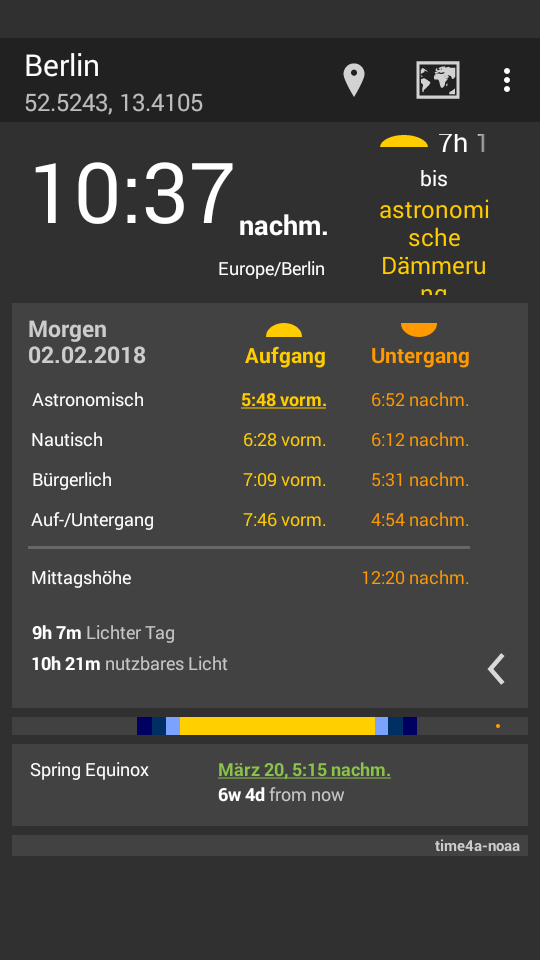 Berlin
52.5243, 13.4105
10:37 nachm.
Europe/Berlin
7h 1
bis
astronomi
sche
Dämmeru
ng
Morgen
02.02.2018
Aufgang Untergang
Astronomisch 5:48 vorm. 6:52 nachm.
Nautisch 6:28 vorm. 6:12 nachm.
Bürgerlich 7:09 vorm. 5:31 nachm.
Auf-/Untergang 7:46 vorm. 4:54 nachm.
Mittagshöhe 12:20 nachm.
9h 7m Lichter Tag
10h 21m nutzbares Licht
Spring Equinox März 20, 5:15 nachm.
6w 4d from now
time4a-noaa